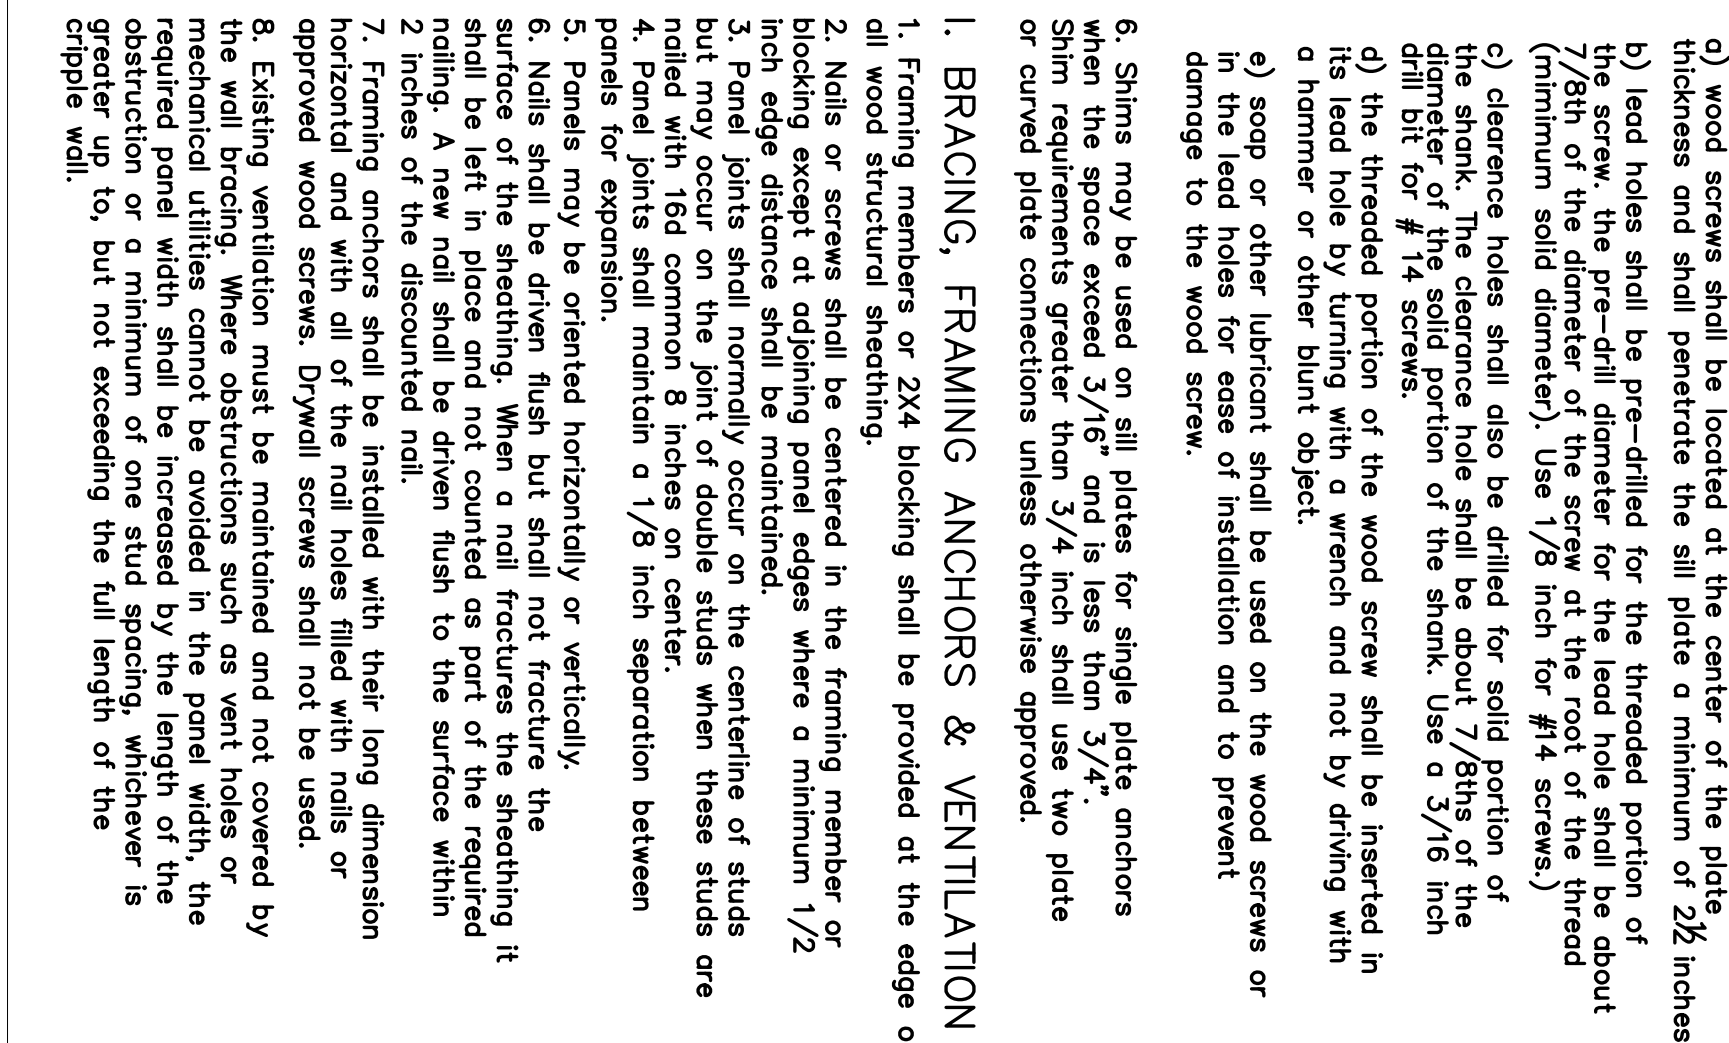 a) wood screws shall be located at the center of the plate
thickness and shall penetrate the sill plate a minimum of 2½ inches
b) lead holes shall be pre-drilled for the threaded portion of
the screw. the pre-drill diameter for the lead hole shall be about
7/8th of the diameter of the screw at the root of the thread
(mimimum solid diameter). Use 1/8 inch for #14 screws.)
c) clearence holes shall also be drilled for solid portion of
the shank. The clearance hole shall be about 7/8ths of the
diameter of the solid portion of the shank. Use a 3/16 inch
drill bit for # 14 screws.
d) the threaded portion of the wood screw shall be inserted in
its lead hole by turning with a wrench and not by driving with
a hammer or other blunt object.
e) soap or other lubricant shall be used on the wood screws or
in the lead holes for ease of installation and to prevent
damage to the wood screw.
6. Shims may be used on sill plates for single plate anchors
when the space exceed 3/16" and is less than 3/4".
Shim requirements greater than 3/4 inch shall use two plate
or curved plate connections unless otherwise approved.
I. BRACING, FRAMING ANCHORS & VENTILATION
1. Framing members or 2X4 blocking shall be provided at the edge o
all wood structural sheathing.
2. Nails or screws shall be centered in the framing member or
blocking except at adjoining panel edges where a minimum 1/2
inch edge distance shall be maintained.
3. Panel joints shall normally occur on the centerline of studs
but may occur on the joint of double studs when these studs are
nailed with 16d common 8 inches on center.
4. Panel joints shall maintain a 1/8 inch separation between
panels for expansion.
5. Panels may be oriented horizontally or vertically.
6. Nails shall be driven flush but shall not fracture the
surface of the sheathing. When a nail fractures the sheathing it
shall be left in place and not counted as part of the required
nailing. A new nail shall be driven flush to the surface within
2 inches of the discounted nail.
7. Framing anchors shall be installed with their long dimension
horizontal and with all of the nail holes filled with nails or
approved wood screws. Drywall screws shall not be used.
8. Existing ventilation must be maintained and not covered by
the wall bracing. Where obstructions such as vent holes or
mechanical utilities cannot be avoided in the panel width, the
required panel width shall be increased by the length of the
obstruction or a minimum of one stud spacing, whichever is
greater up to, but not exceeding the full length of the
cripple wall.